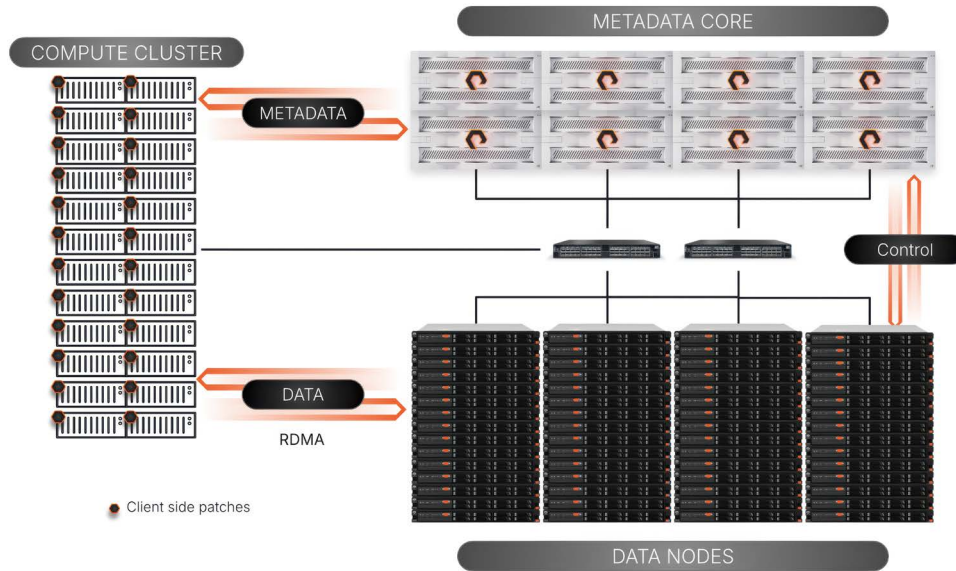 METADATA CORE
COMPUTE CLUSTER
METADATA
Control
DATA
RDMA
Client side patches
DATA NODES